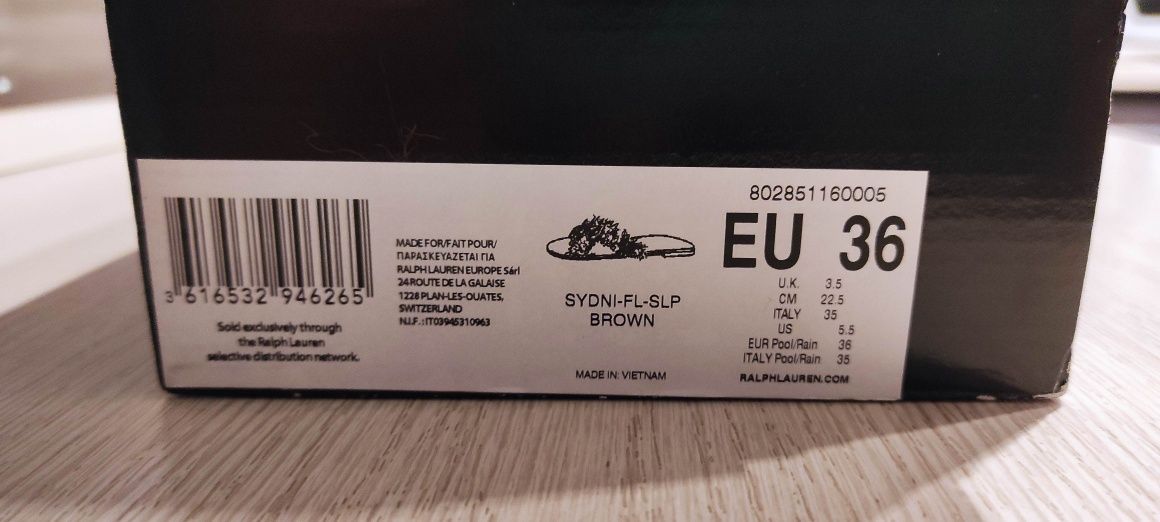 3 616532 946265
Sold exclusively through
the Ralph Lauren
selective distribution network.
MADE FOR/FAIT POUR/
ΠΑΡΑΣΚΕΥΑΖΕΤΑΙ ΓΙΑ
RALPH LAUREN EUROPE Sárl
24 ROUTE DE LA GALAISE
1228 PLAN-LES-OUATES,
SWITZERLAND
N.I.F.: IT03945310963
SYDNI-FL-SLP
BROWN
MADE IN: VIETNAM
802851160005
EU 36
U.K. 3.5
CM 22.5
ITALY 35
US 5.5
EUR Pool/Rain 36
ITALY Pool/Rain 35
RALPHLAUREN.COM